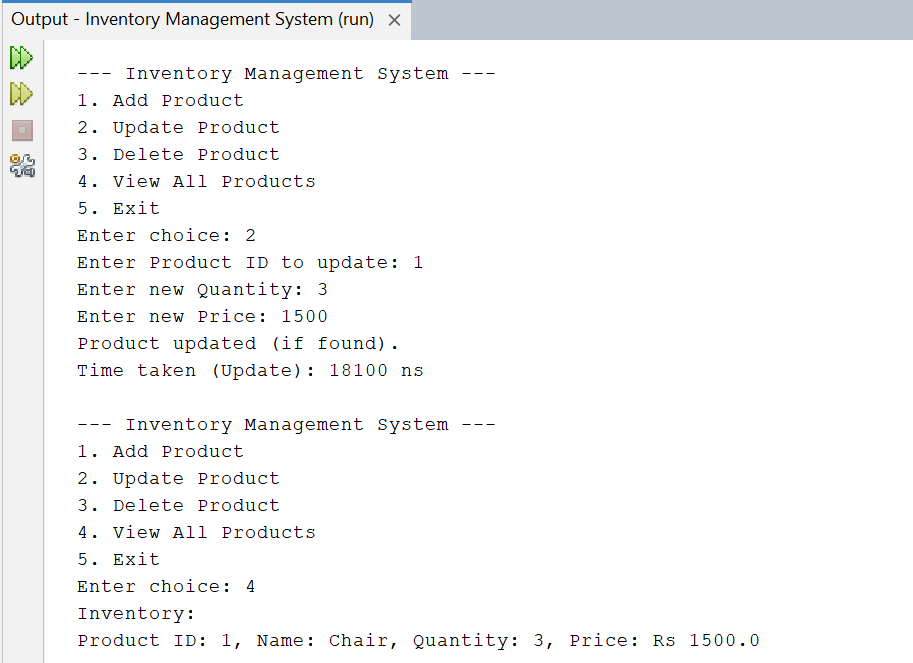 Output - Inventory Management System (run) ×
--- Inventory Management System ---
1. Add Product
2. Update Product
3. Delete Product
4. View All Products
5. Exit
Enter choice: 2
Enter Product ID to update: 1
Enter new Quantity: 3
Enter new Price: 1500
Product updated (if found).
Time taken (Update): 18100 ns

--- Inventory Management System ---
1. Add Product
2. Update Product
3. Delete Product
4. View All Products
5. Exit
Enter choice: 4
Inventory:
Product ID: 1, Name: Chair, Quantity: 3, Price: Rs 1500.0